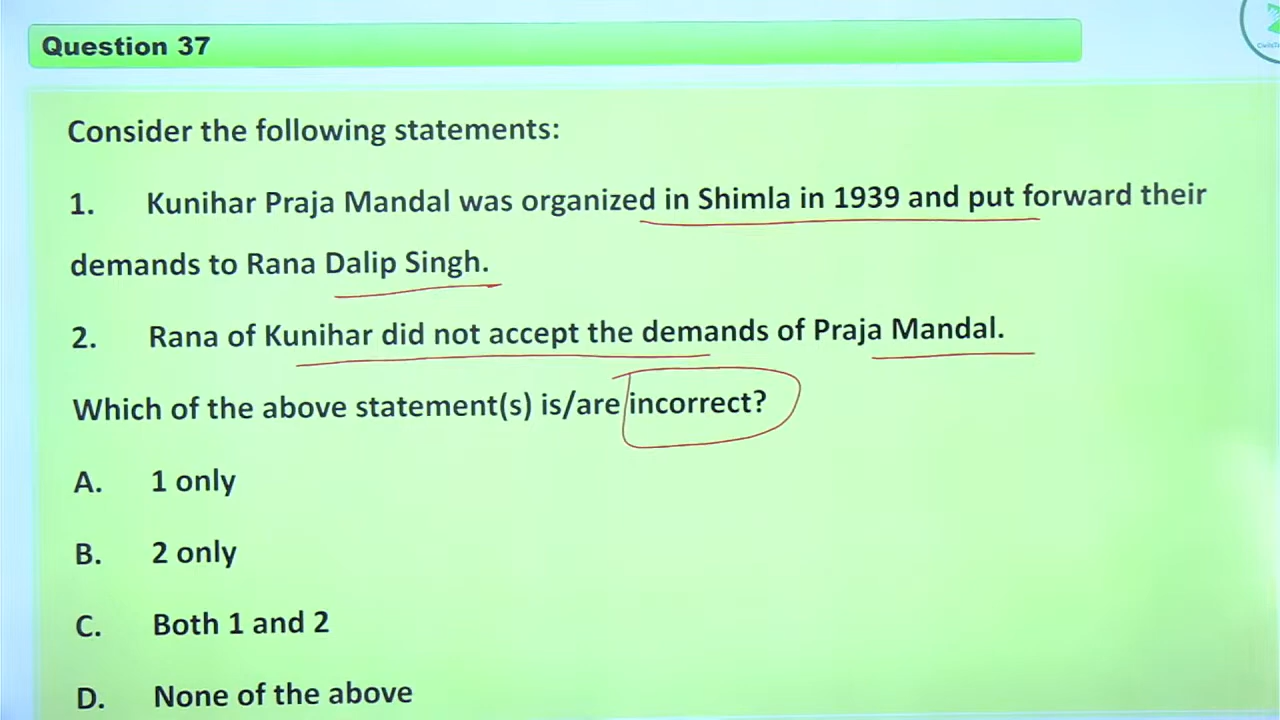 Question 37
Consider the following statements:
1. Kunihar Praja Mandal was organized in Shimla in 1939 and put forward their
demands to Rana Dalip Singh.
2. Rana of Kunihar did not accept the demands of Praja Mandal.
Which of the above statement(s) is/are incorrect?
A. 1 only
B. 2 only
C. Both 1 and 2
D. None of the above